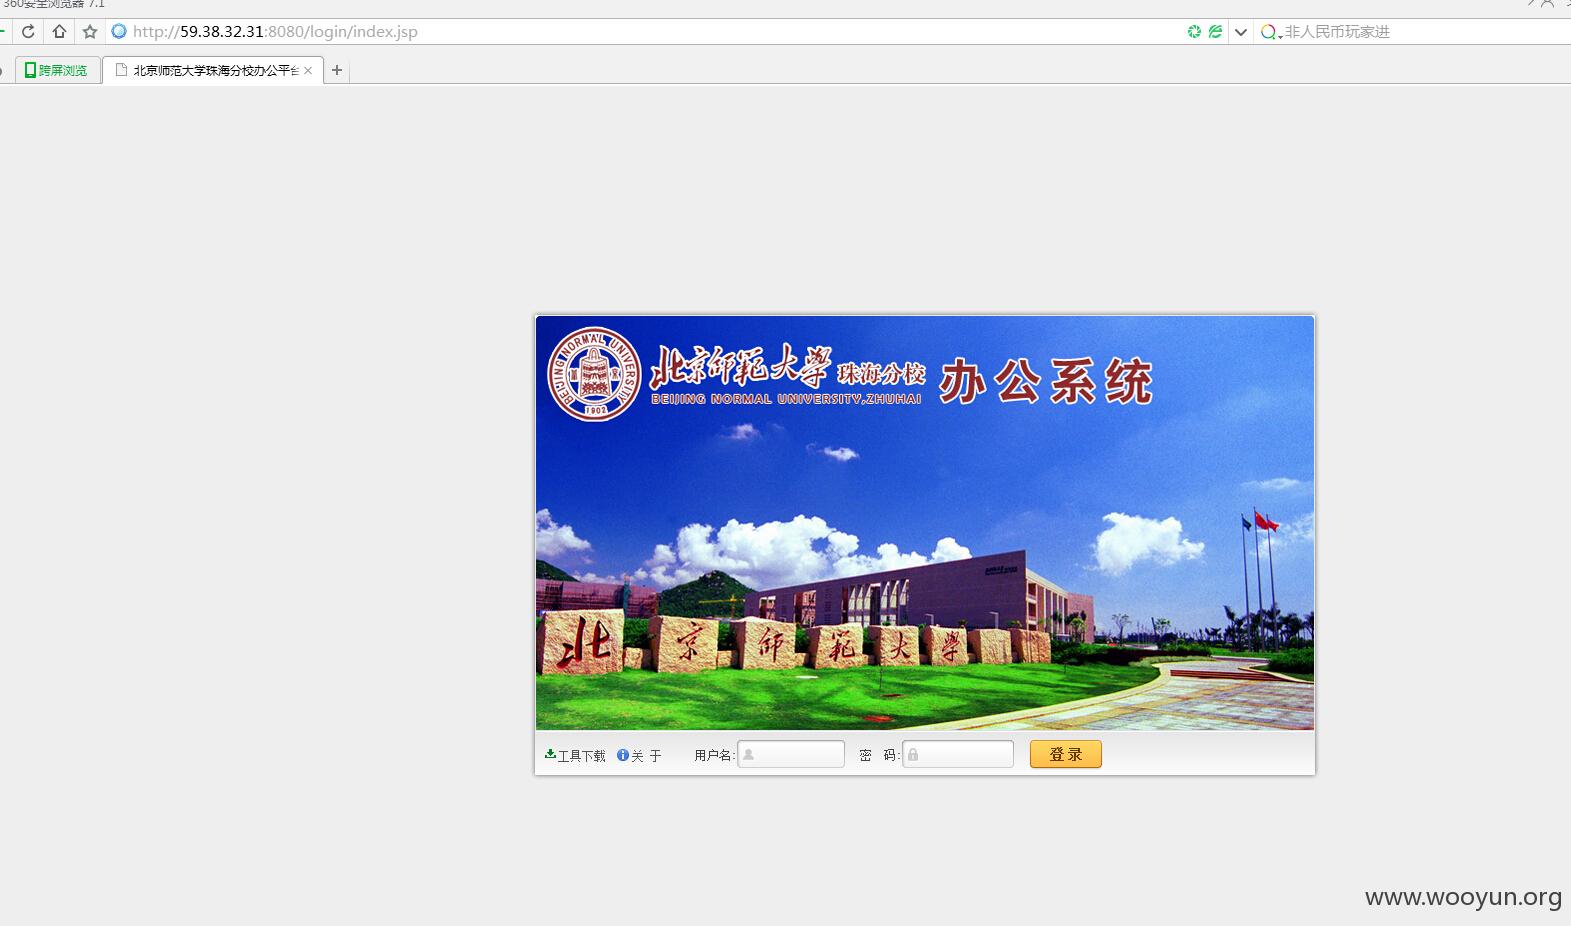 360安全浏览器 7.1
http://59.38.32.31:8080/login/index.jsp
非人民币玩家进
跨屏浏览
北京师范大学珠海分校办公平台
BEIJING NORMAL UNIVERSITY
1902
北京师範大學 珠海分校 办公系统
BEIJING NORMAL UNIVERSITY,ZHUHAI
北京师範大學
工具下载 关于 用户名: 密码: 登录
www.wooyun.org